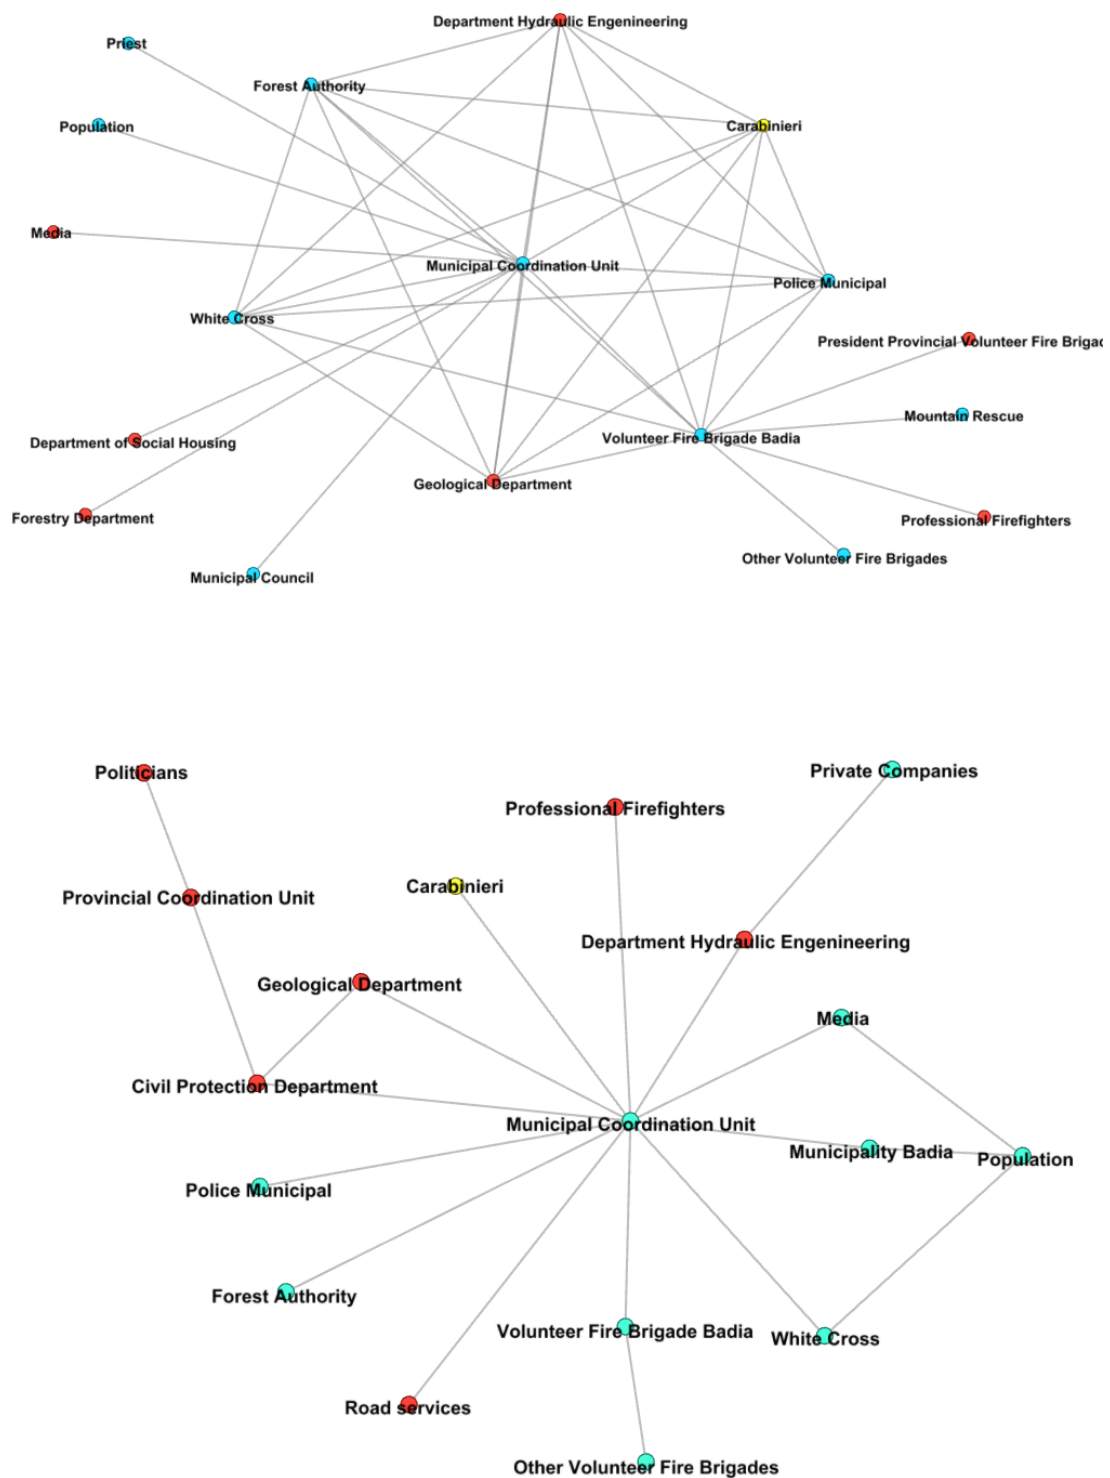 Department Hydraulic Engenineering
Priest
Forest Authority
Population
Carabinieri
Media
Municipal Coordination Unit
Police Municipal
White Cross
President Provincial Volunteer Fire Brigad
Mountain Rescue
Department of Social Housing
Volunteer Fire Brigade Badia
Geological Department
Forestry Department
Professional Firefighters
Other Volunteer Fire Brigades
Municipal Council
Politicians
Private Companies
Professional Firefighters
Carabinieri
Provincial Coordination Unit
Department Hydraulic Engenineering
Geological Department
Media
Civil Protection Department
Municipal Coordination Unit
Municipality Badia
Population
Police Municipal
Forest Authority
Volunteer Fire Brigade Badia
White Cross
Road services
Other Volunteer Fire Brigades